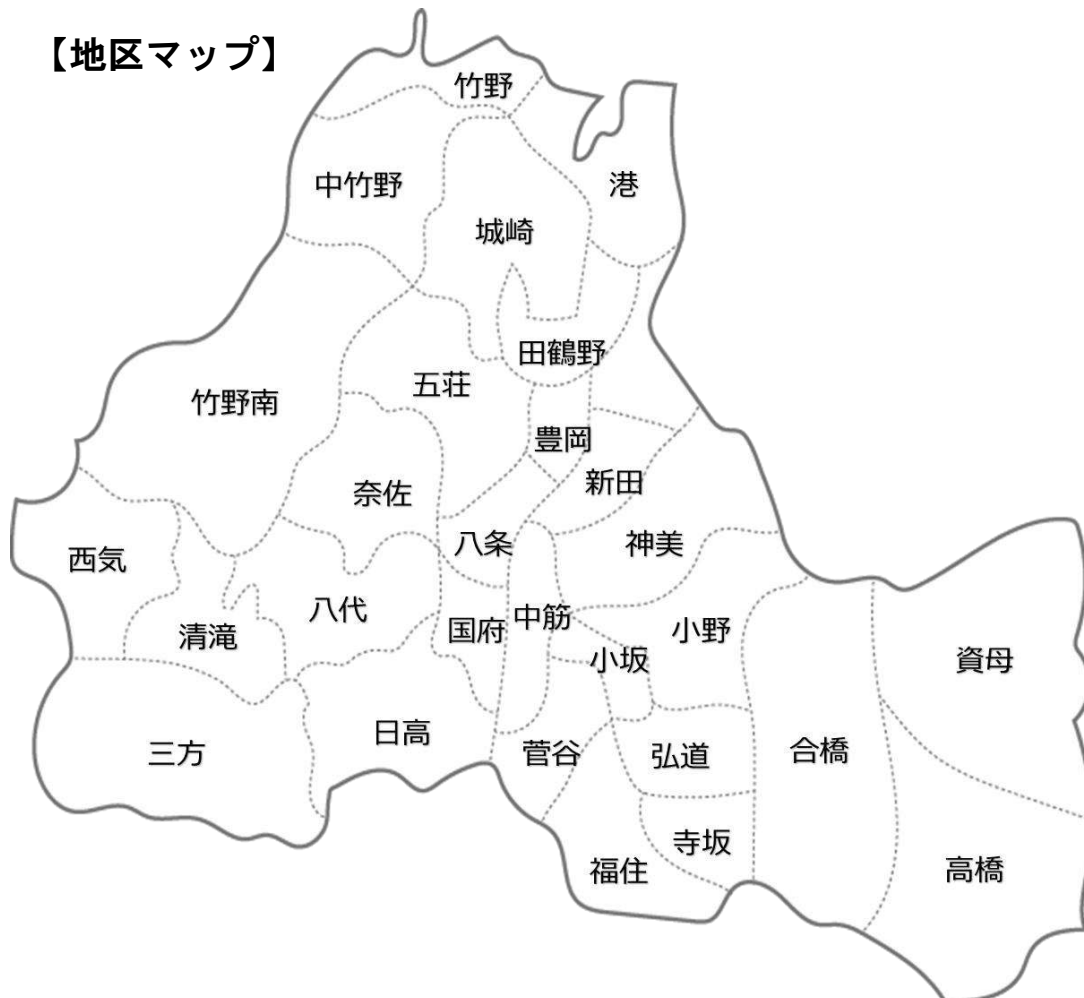 【地区マップ】
竹野
中竹野
港
城崎
田鶴野
五荘
竹野南
豊岡
新田
奈佐
八条
神美
西気
八代
中筋
国府
小野
清滝
小坂
資母
日高
三方
菅谷
弘道
合橋
寺坂
福住
高橋